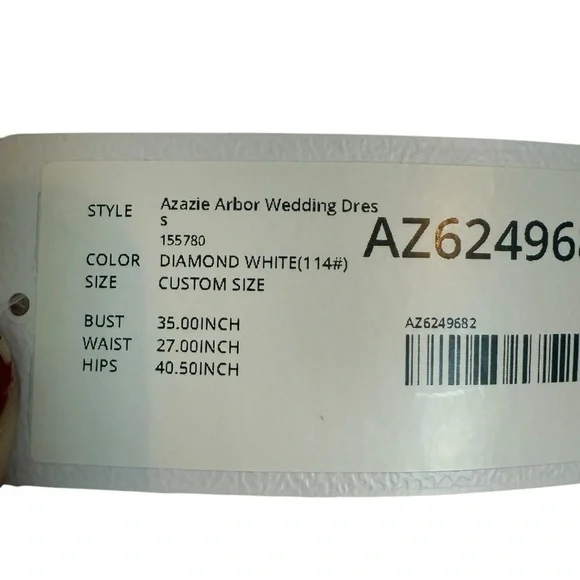 STYLE Azazie Arbor Wedding Dres
s
155780
COLOR DIAMOND WHITE(114#)
SIZE CUSTOM SIZE
BUST 35.00INCH
WAIST 27.00INCH
HIPS 40.50INCH
AZ624968
AZ6249682